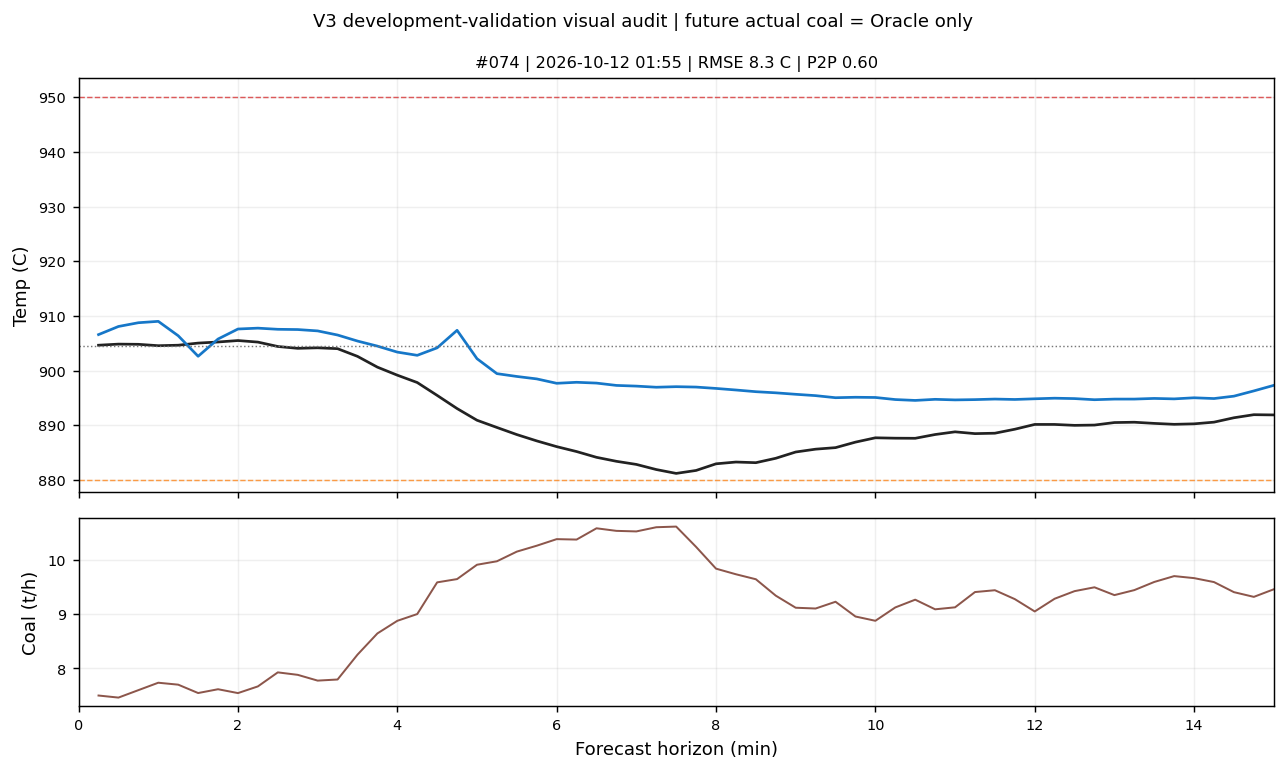 V3 development-validation visual audit | future actual coal = Oracle only
#074 | 2026-10-12 01:55 | RMSE 8.3 C | P2P 0.60
950
940
930
920
910
900
890
880
Temp (C)
10
9
8
Coal (t/h)
0 2 4 6 8 10 12 14
Forecast horizon (min)